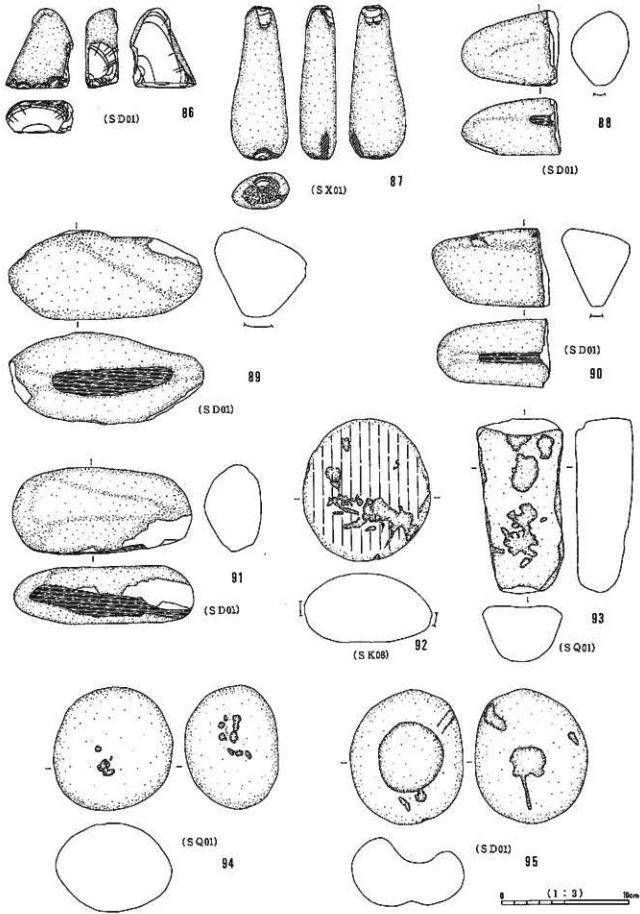 (SD01) 86
(SX01) 87
(SD01) 88
89
(SD01)
(SD01)
90
91
(SD01)
(SK08) 92
93
(SQ01)
(SQ01)
94
(SD01)
95
(1:3)
0 10cm